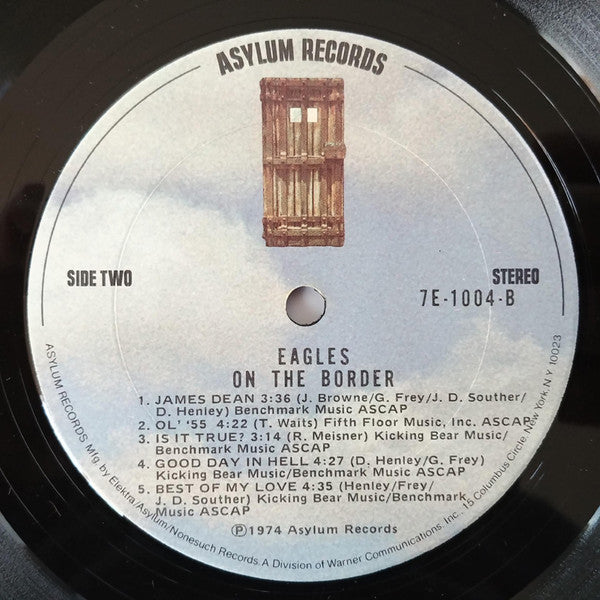 ASYLUM RECORDS
SIDE TWO
STEREO
7E-1004-B
EAGLES
ON THE BORDER
1. JAMES DEAN 3:36 (J. Browne/G. Frey/J. D. Souther/
D. Henley) Benchmark Music ASCAP
2. OL' '55 4:22 (T. Waits) Fifth Floor Music, Inc. ASCAP
3. IS IT TRUE? 3:14 (R. Meisner) Kicking Bear Music/
Benchmark Music ASCAP
4. GOOD DAY IN HELL 4:27 (D. Henley/G. Frey)
Kicking Bear Music/Benchmark Music ASCAP
5. BEST OF MY LOVE 4:35 (Henley/Frey/
J. D. Souther) Kicking Bear Music/Benchmark
Music ASCAP
Ⓟ1974 Asylum Records
ASYLUM RECORDS Mfg. by Elektra/Asylum/Nonesuch Records. A Division of Warner Communications, Inc., 15 Columbus Circle, New York, N.Y. 10023